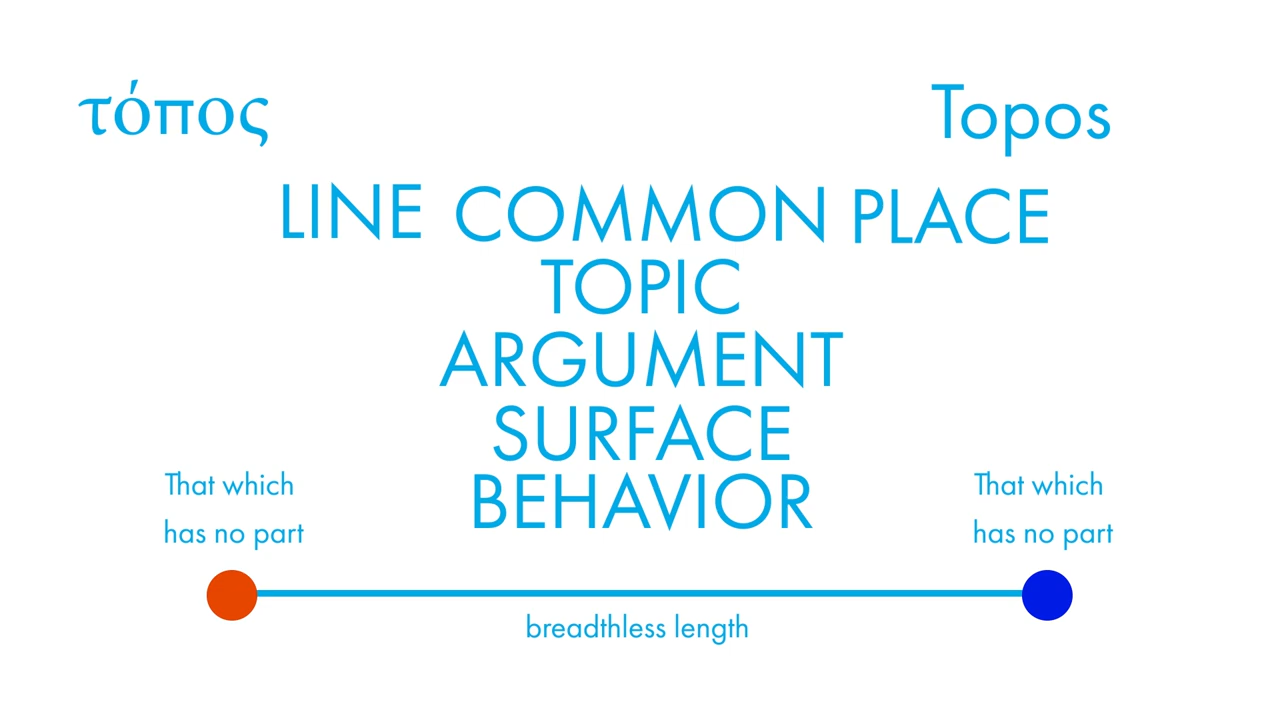 τόπος Topos
LINE COMMON PLACE
TOPIC
ARGUMENT
SURFACE
BEHAVIOR
That which
has no part
That which
has no part
breadthless length